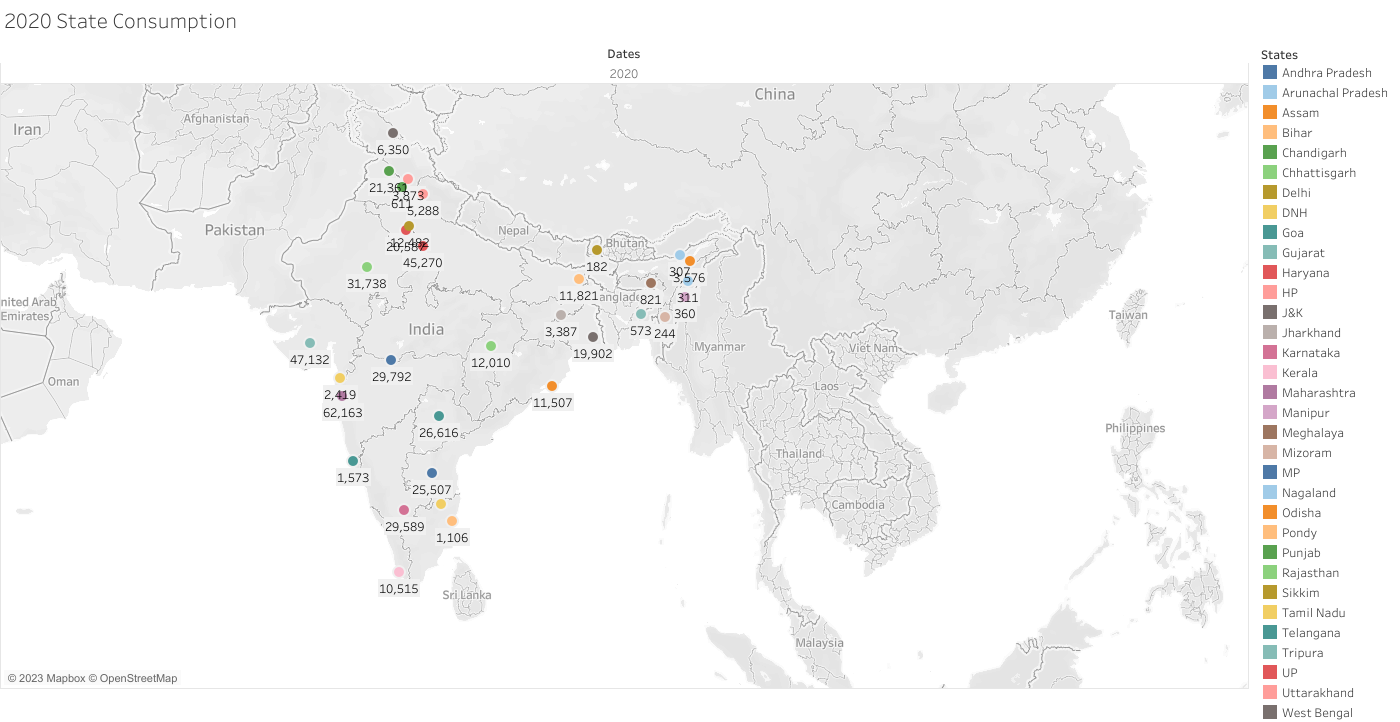 2020 State Consumption
Dates
2020
States
China
Afghanistan
Iran
6,350
21,361
3,873
611
5,288
Pakistan
Nepal
Bhutan
12,482
45,270
182
307
3,576
31,738
11,821
821
311
360
United Arab
Emirates
India
3,387
573
244
Taiwan
19,902
Myanmar
Viet Nam
47,132
29,792
12,010
Oman
Laos
2,419
62,163
11,507
26,616
Philippines
Thailand
1,573
25,507
Cambodia
29,589
1,106
10,515
Sri Lanka
Malaysia
© 2023 Mapbox © OpenStreetMap
Andhra Pradesh
Arunachal Pradesh
Assam
Bihar
Chandigarh
Chhattisgarh
Delhi
DNH
Goa
Gujarat
Haryana
HP
J&K
Jharkhand
Karnataka
Kerala
Maharashtra
Manipur
Meghalaya
Mizoram
MP
Nagaland
Odisha
Pondy
Punjab
Rajasthan
Sikkim
Tamil Nadu
Telangana
Tripura
UP
Uttarakhand
West Bengal